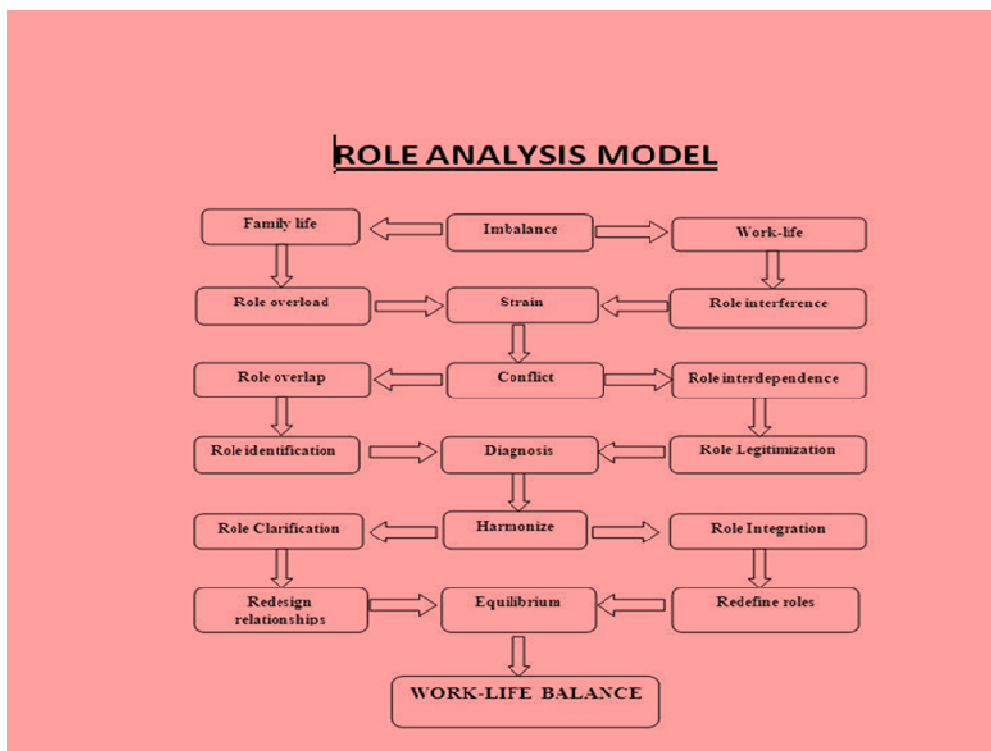 ROLE ANALYSIS MODEL
Family life
Imbalance
Work-life
Role overload
Strain
Role interference
Role overlap
Conflict
Role interdependence
Role identification
Diagnosis
Role Legitimization
Role Clarification
Harmonize
Role Integration
Redesign
relationships
Equilibrium
Redefine roles
WORK-LIFE BALANCE